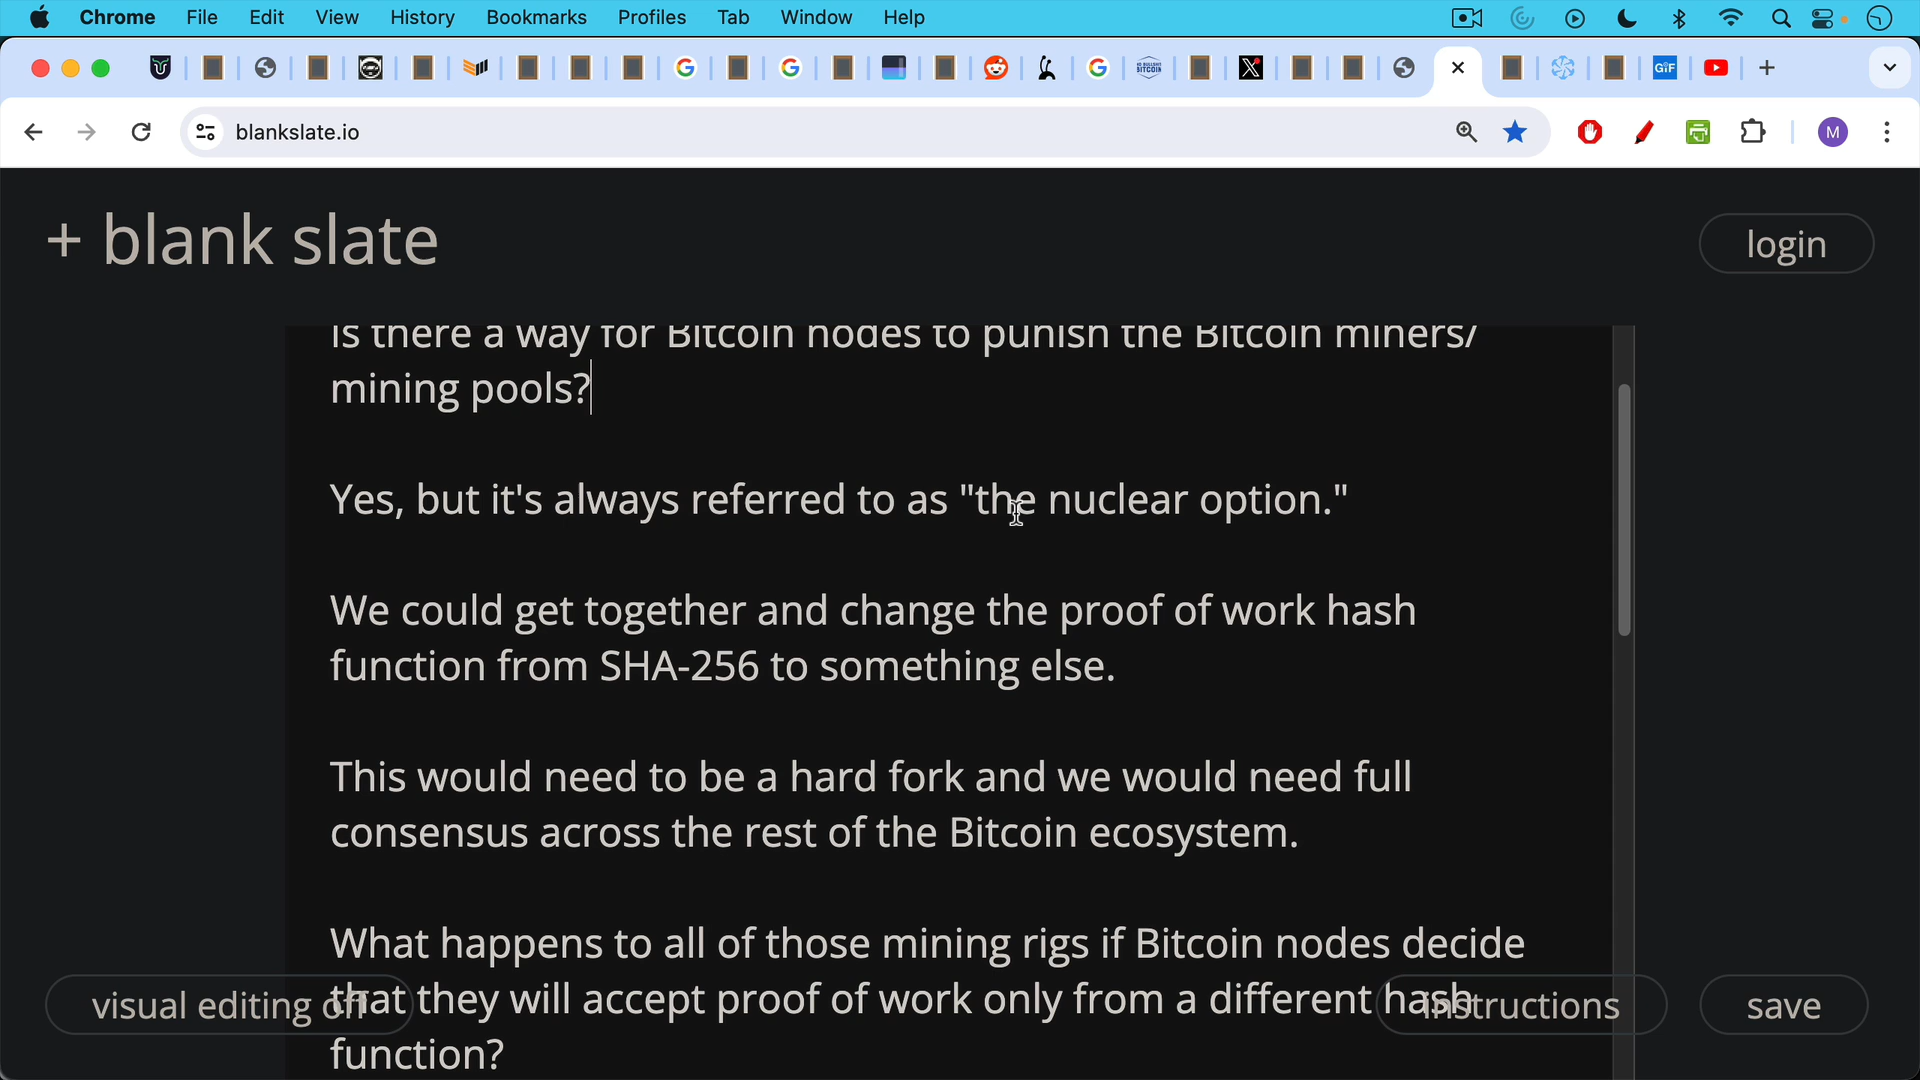 Chrome File Edit View History Bookmarks Profiles Tab Window Help
GIF
blankslate.io
M
+ blank slate
login
Is there a way for Bitcoin nodes to punish the Bitcoin miners/
mining pools?
Yes, but it's always referred to as "the nuclear option."
We could get together and change the proof of work hash
function from SHA-256 to something else.
This would need to be a hard fork and we would need full
consensus across the rest of the Bitcoin ecosystem.
What happens to all of those mining rigs if Bitcoin nodes decide
that they will accept proof of work only from a different hash
function?
visual editing off
instructions
save